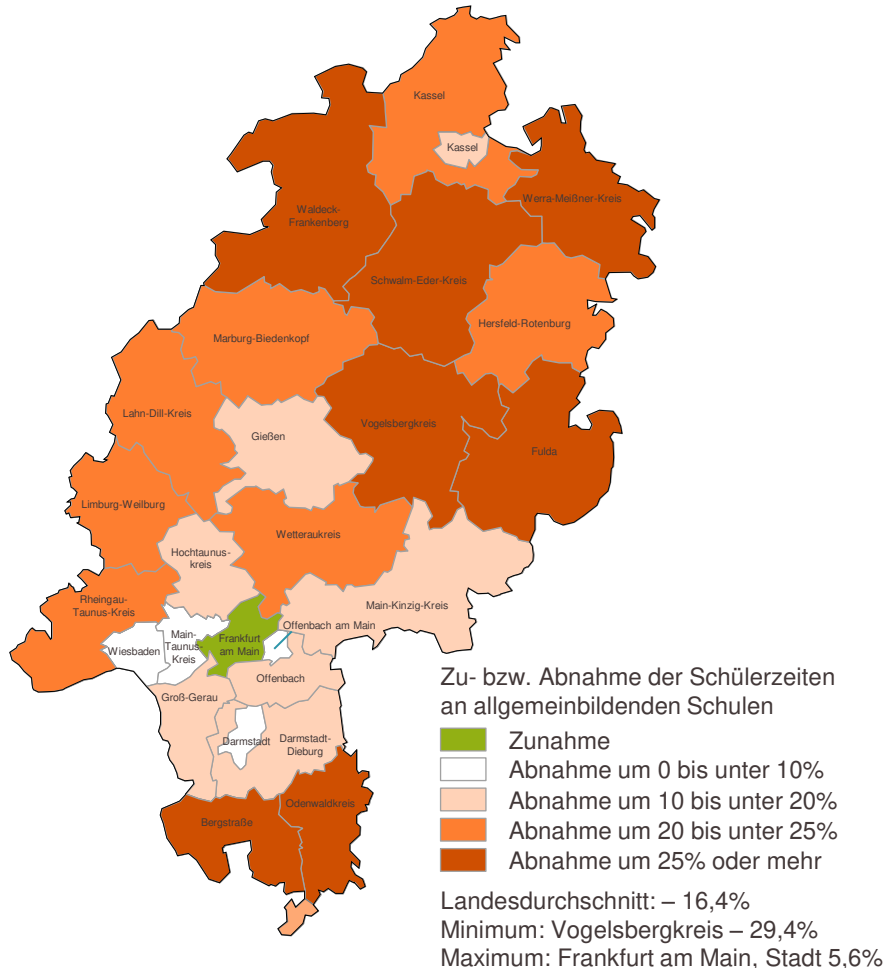 Kassel
Kassel
Werra-Meißner-Kreis
Waldeck-
Frankenberg
Schwalm-Eder-Kreis
Hersfeld-Rotenburg
Marburg-Biedenkopf
Lahn-Dill-Kreis
Vogelsbergkreis
Gießen
Fulda
Limburg-Weilburg
Wetteraukreis
Hochtaunus-
kreis
Rheingau-
Taunus-Kreis
Main-Kinzig-Kreis
Offenbach am Main
Main-
Taunus-
Kreis
Frankfurt
am Main
Wiesbaden
Offenbach
Groß-Gerau
Darmstadt
Darmstadt-
Dieburg
Odenwaldkreis
Bergstraße
Zu- bzw. Abnahme der Schülerzeiten
an allgemeinbildenden Schulen
Zunahme
Abnahme um 0 bis unter 10%
Abnahme um 10 bis unter 20%
Abnahme um 20 bis unter 25%
Abnahme um 25% oder mehr
Landesdurchschnitt: – 16,4%
Minimum: Vogelsbergkreis – 29,4%
Maximum: Frankfurt am Main, Stadt 5,6%